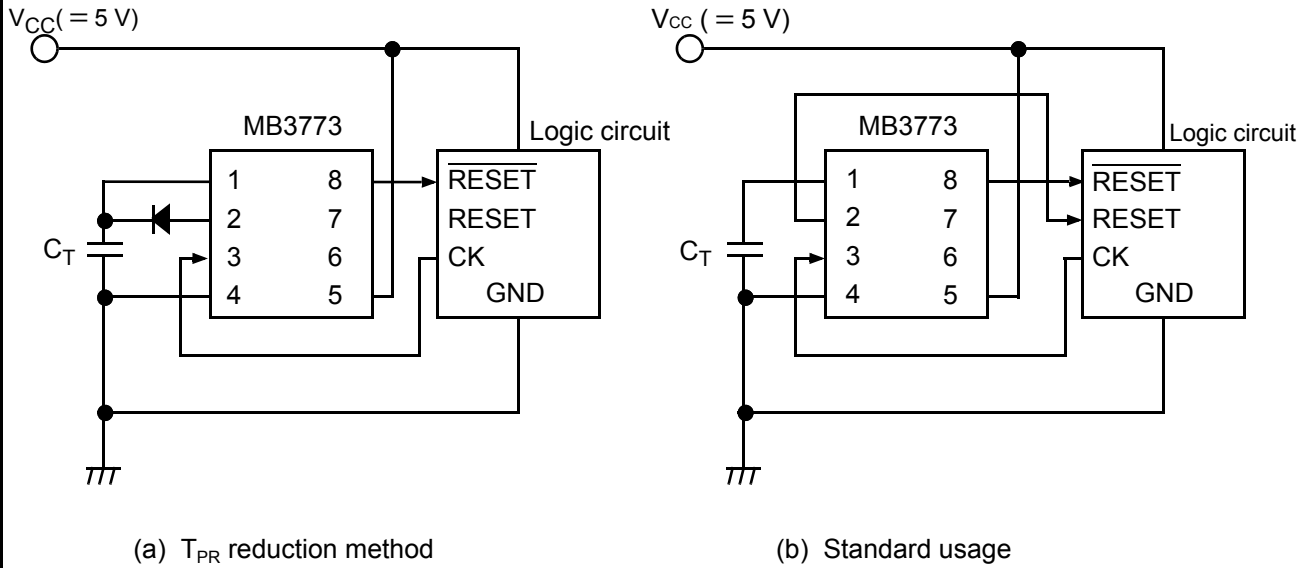 VCC( = 5 V)
MB3773
Logic circuit
1 8 RESET
2 7 RESET
CT
3 6 CK
4 5 GND
(a) TPR reduction method
VCC ( = 5 V)
MB3773
Logic circuit
1 8 RESET
2 7 RESET
CT
3 6 CK
4 5 GND
(b) Standard usage